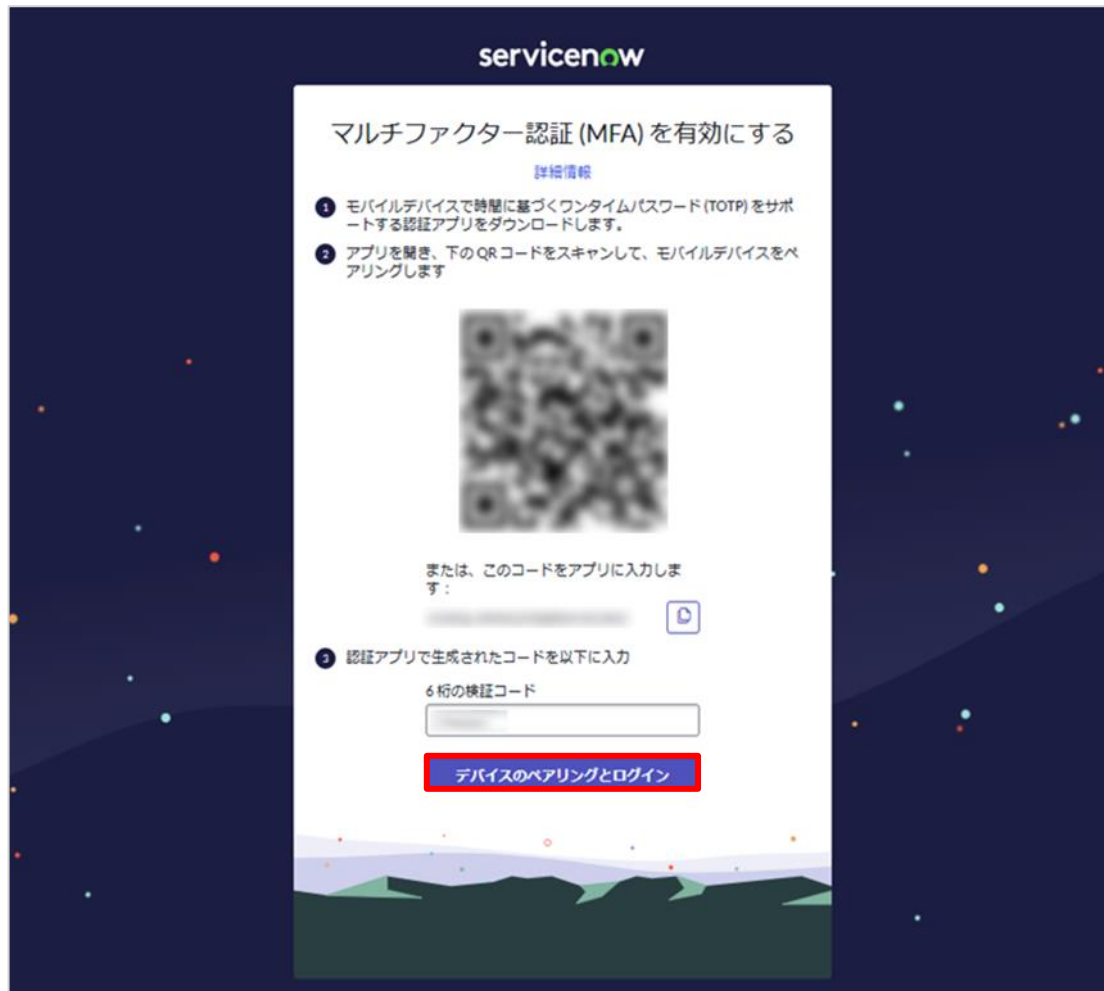 servicenow
マルチファクター認証 (MFA) を有効にする
詳細情報
1 モバイルデバイスで時間に基づくワンタイムパスワード (TOTP) をサポ
ートする認証アプリをダウンロードします。
2 アプリを開き、下の QR コードをスキャンして、モバイルデバイスをペ
アリングします
または、このコードをアプリに入力しま
す：
3 認証アプリで生成されたコードを以下に入力
6 桁の検証コード
デバイスのペアリングとログイン